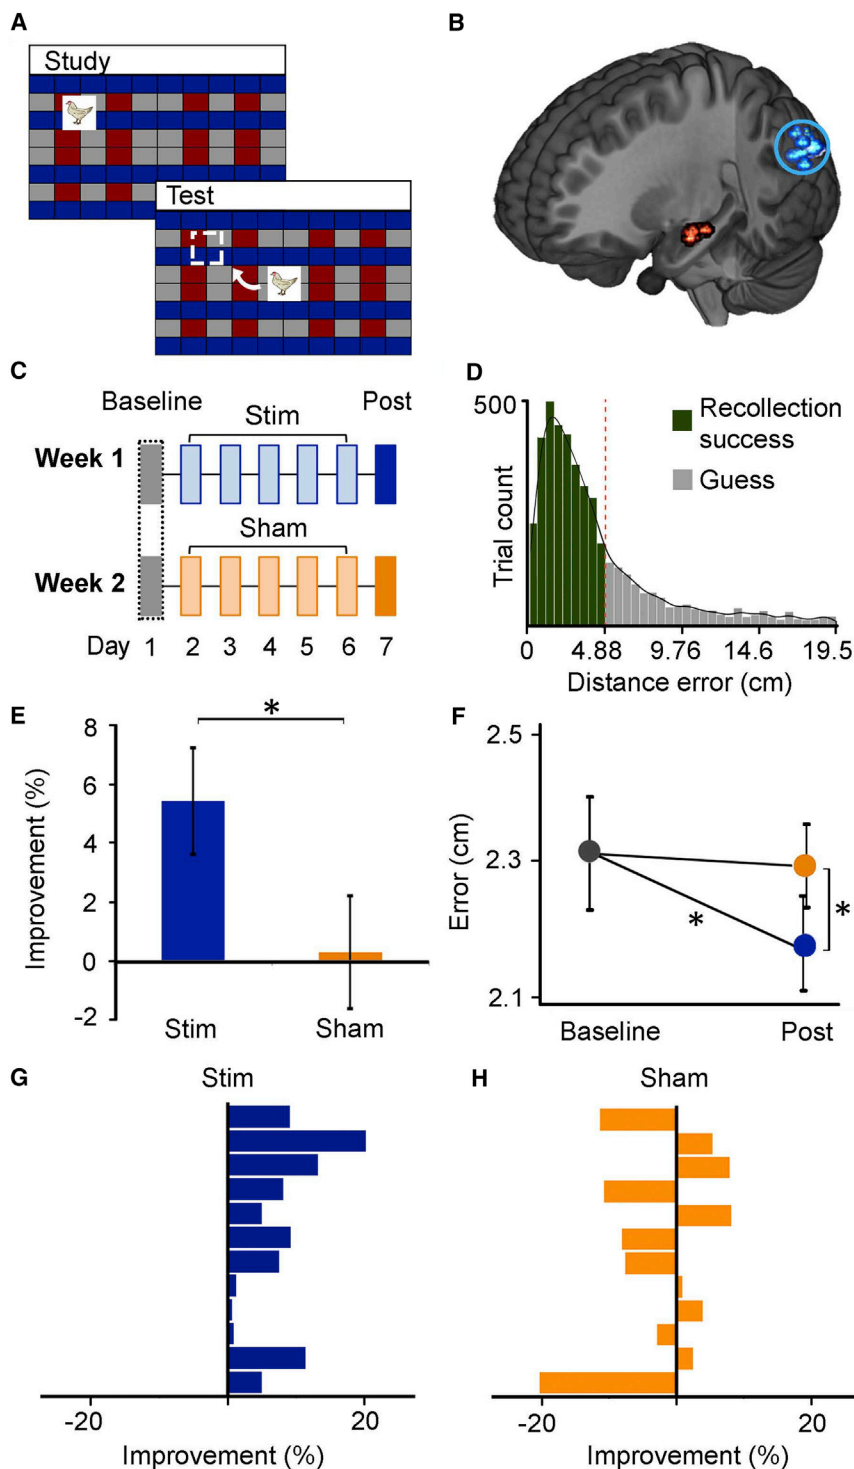 A
Study
Test
B
C
Baseline
Stim
Post
Week 1
Sham
Week 2
Day 1 2 3 4 5 6 7
D
500
Trial count
Recollection
success
Guess
0 4.88 9.76 14.6 19.5
Distance error (cm)
E
Improvement (%)
8
6
4
2
0
-2
*
Stim Sham
F
Error (cm)
2.5
2.3
2.1
*
*
Baseline Post
G
Stim
-20 20
Improvement (%)
H
Sham
-20 20
Improvement (%)